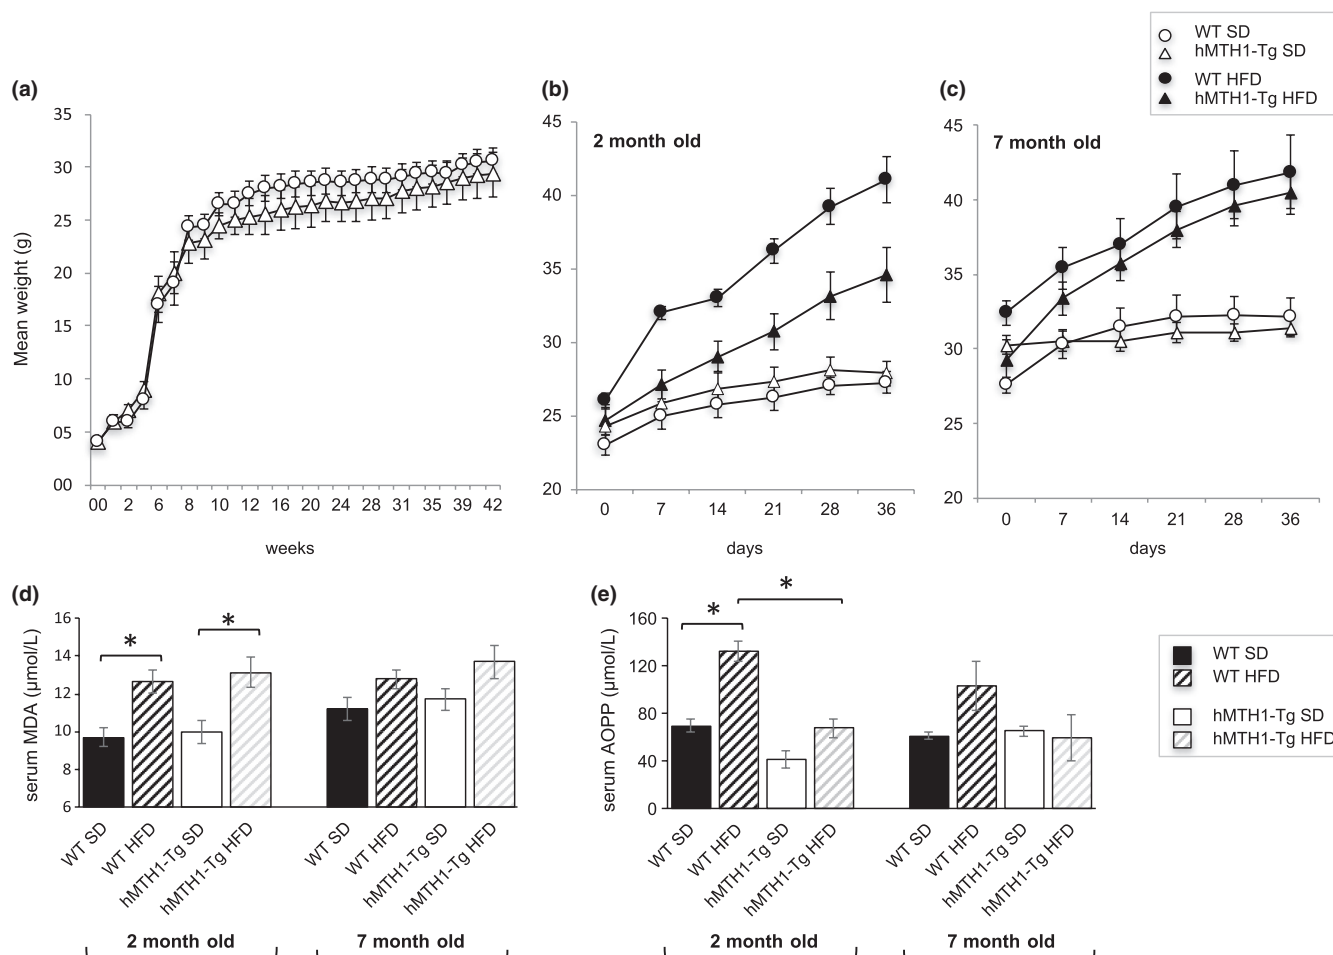 WT SD
hMTH1-Tg SD
WT HFD
hMTH1-Tg HFD
(a)
(b)
(c)
35
30
25
20
15
10
05
00
Mean weight (g)
00 2 6 8 10 12 16 20 24 28 31 35 39 42
weeks
2 month old
45
40
35
30
25
20
0 7 14 21 28 36
days
7 month old
45
40
35
30
25
20
0 7 14 21 28 36
days
(d)
16
14
12
10
8
6
serum MDA (µmol/L)
*
*
WT SD
WT HFD
hMTH1-Tg SD
hMTH1-Tg HFD
WT SD
WT HFD
hMTH1-Tg SD
hMTH1-Tg HFD
2 month old
7 month old
(e)
160
120
80
40
0
serum AOPP (µmol/L)
*
*
WT SD
WT HFD
hMTH1-Tg SD
hMTH1-Tg HFD
WT SD
WT HFD
hMTH1-Tg SD
hMTH1-Tg HFD
2 month old
7 month old
WT SD
WT HFD
hMTH1-Tg SD
hMTH1-Tg HFD